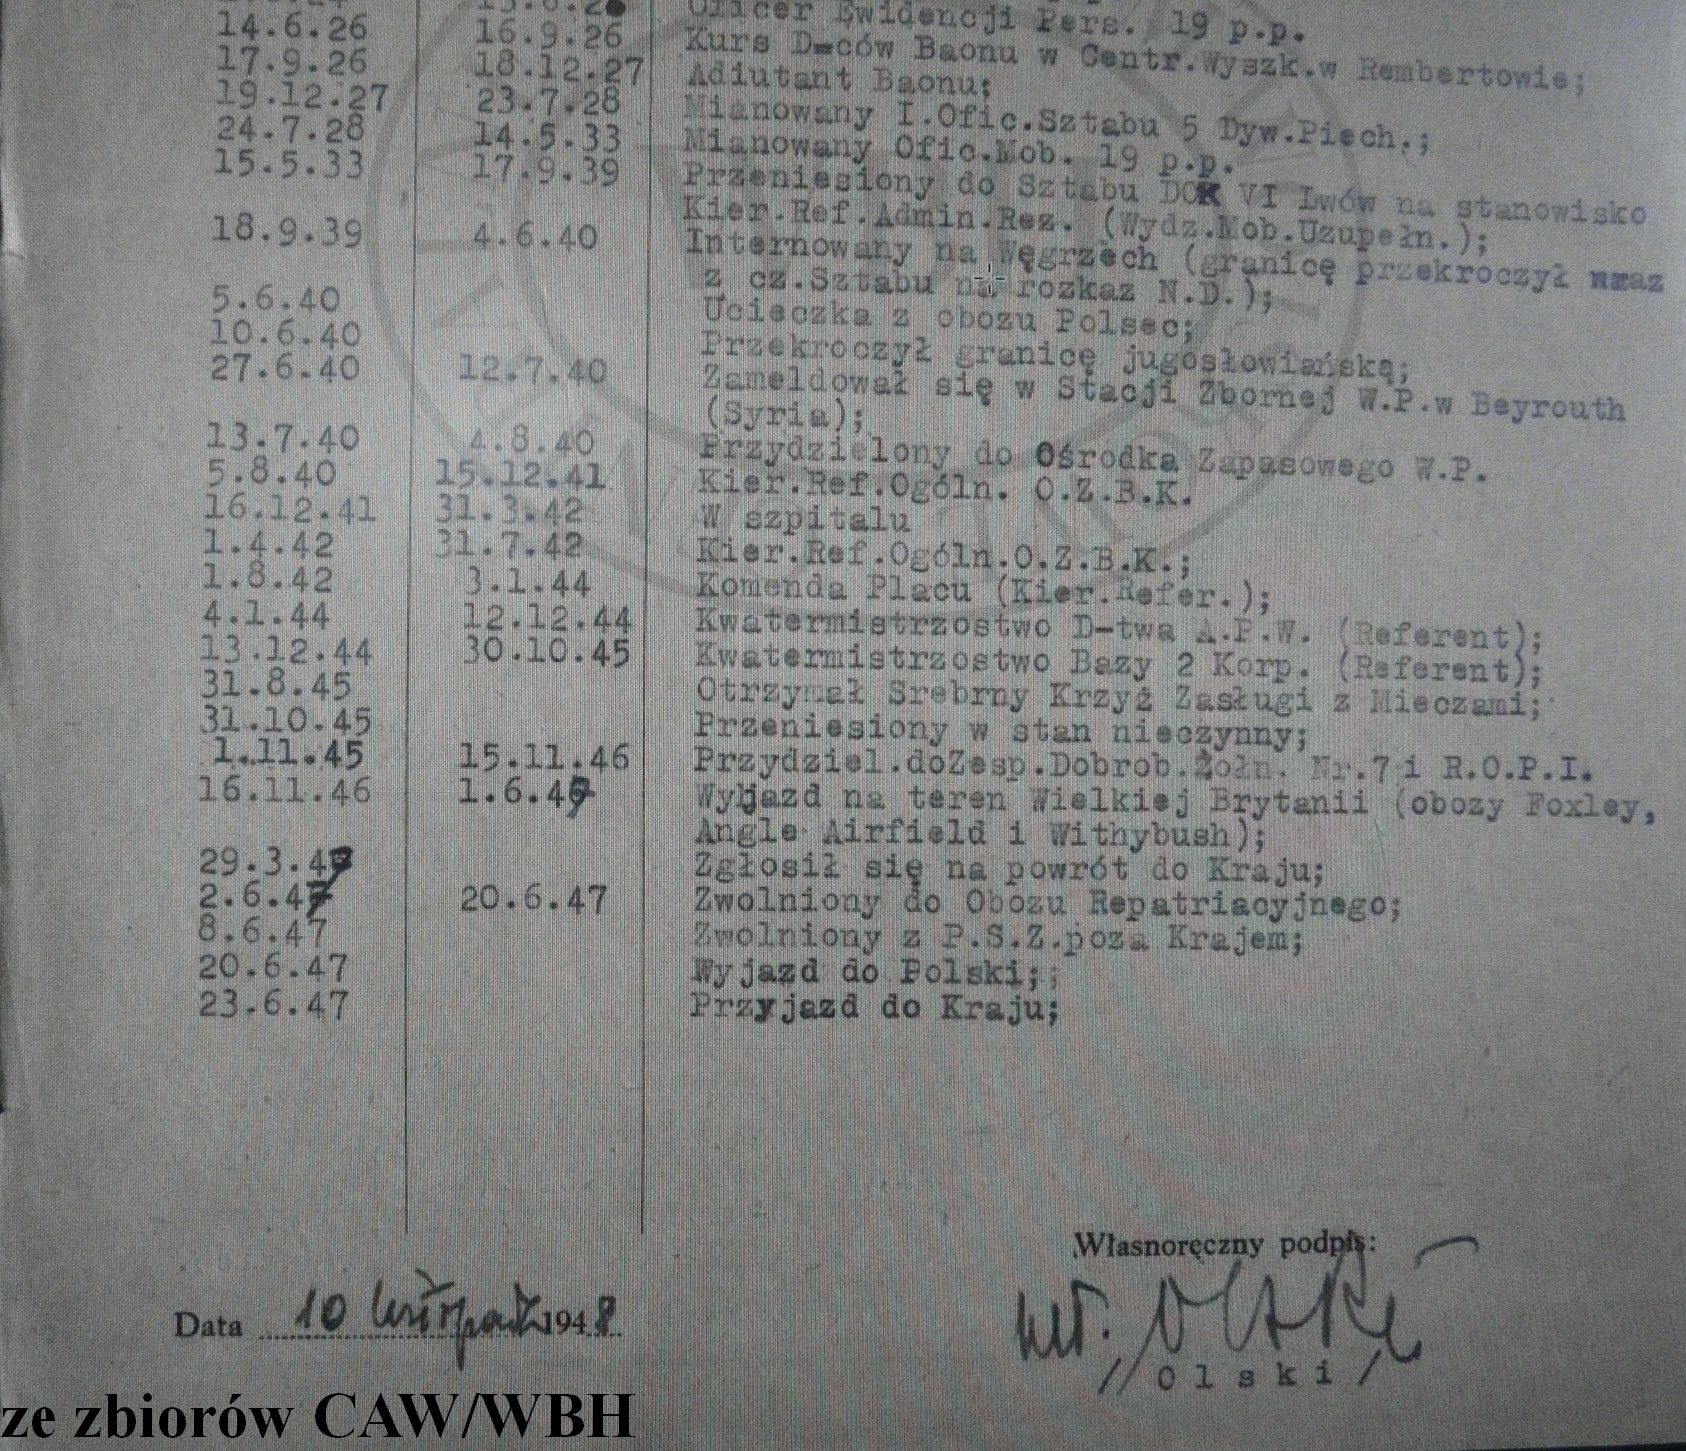 Oficer Ewidencji Pers. 19 p.p.
14.6.26 16.9.26 Kurs D-ców Baonu w Centr.Wyszk.w Rembertowie;
17.9.26 18.12.27 Adiutant Baonu;
19.12.27 23.7.28 Mianowany I.Ofic.Sztabu 5 Dyw.Piech.;
24.7.28 14.5.33 Mianowany Ofic.Mob. 19 p.p.
15.5.33 17.9.39 Przeniesiony do Sztabu DOK VI Lwów na stanowisko
Kier.Ref.Admin.Rez. (Wydz.Mob.Uzupełn.);
18.9.39 4.6.40 Internowany na Węgrzech (granicę przekroczył wraz
z cz.Sztabu na rozkaz N.D.);
5.6.40 Ucieczka z obozu Polsec;
10.6.40 Przekroczył granicę jugosłowiańską;
27.6.40 12.7.40 Zameldował się w Stacji Zbornej W.P.w Beyrouth
(Syria);
13.7.40 4.8.40 Przydzielony do Ośrodka Zapasowego W.P.
5.8.40 15.12.41 Kier.Ref.Ogóln. O.Z.B.K.
16.12.41 31.3.42 W szpitalu
1.4.42 31.7.42 Kier.Ref.Ogóln.O.Z.B.K.;
1.8.42 3.1.44 Komenda Placu (Kier.Refer.);
4.1.44 12.12.44 Kwatermistrzostwo D-twa A.P.W. (Referent);
13.12.44 30.10.45 Kwatermistrzostwo Bazy 2 Korp. (Referent);
31.8.45 Otrzymał Srebrny Krzyż Zasługi z Mieczami;
31.10.45 Przeniesiony w stan nieczynny;
1.11.45 15.11.46 Przydziel.doZesp.Dobrob.Żołn. Nr.7 i R.O.P.I.
16.11.46 1.6.47 Wyjazd na teren Wielkiej Brytanii (obozy Foxley,
Angle Airfield i Withybush);
29.3.47 Zgłosił się na powrót do Kraju;
2.6.47 20.6.47 Zwolniony do Obozu Repatriacyjnego;
8.6.47 Zwolniony z P.S.Z.poza Krajem;
20.6.47 Wyjazd do Polski;;
23.6.47 Przyjazd do Kraju;
Własnoręczny podpis:
Data 10 listopad 1948
//Olski/
ze zbiorów CAW/WBH